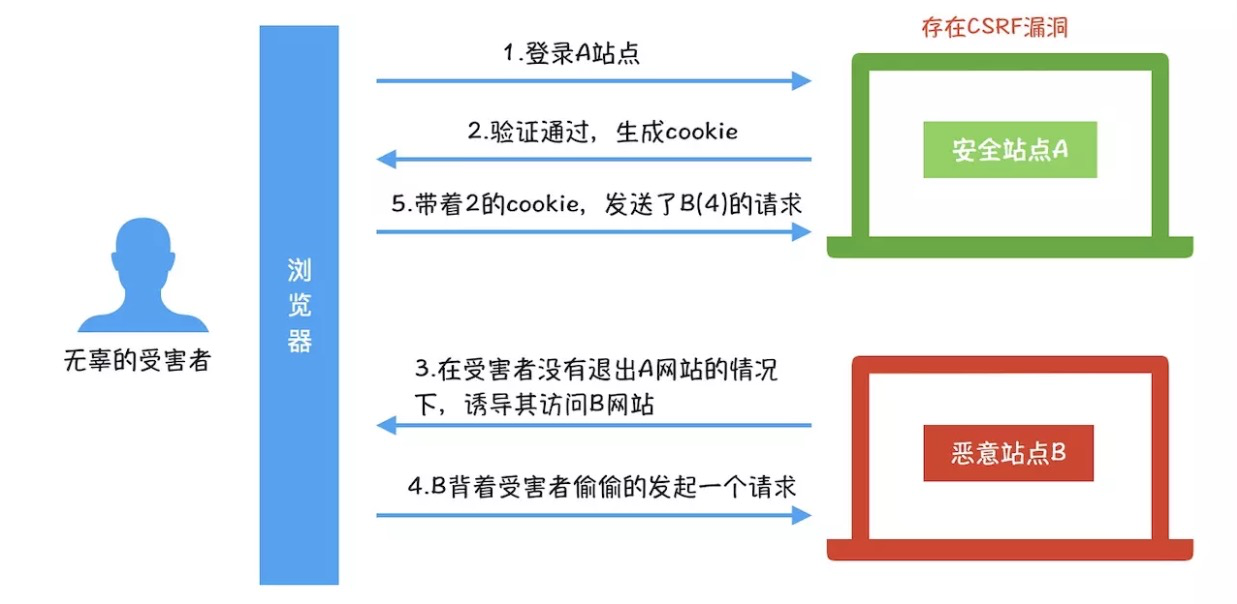 存在CSRF漏洞
1.登录A站点
2.验证通过，生成cookie
安全站点A
5.带着2的cookie，发送了B(4)的请求
浏
览
器
无辜的受害者
3.在受害者没有退出A网站的情况
下，诱导其访问B网站
恶意站点B
4.B背着受害者偷偷的发起一个请求